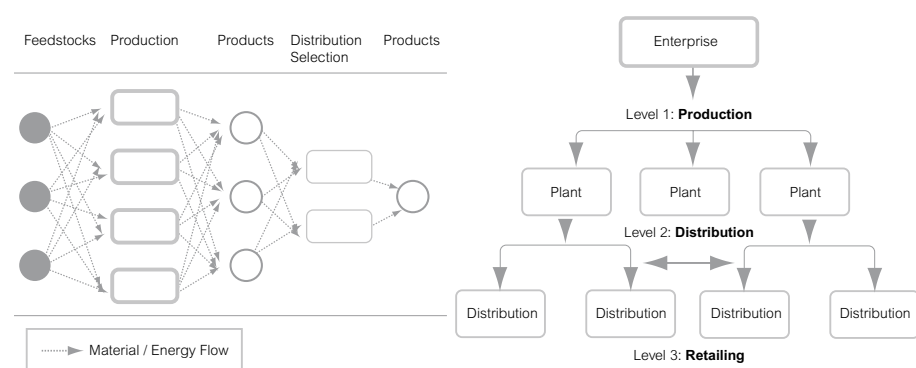 Feedstocks
Production
Products
Distribution
Selection
Products
Material / Energy Flow
Enterprise
Level 1: Production
Plant
Plant
Plant
Level 2: Distribution
Distribution
Distribution
Distribution
Distribution
Level 3: Retailing